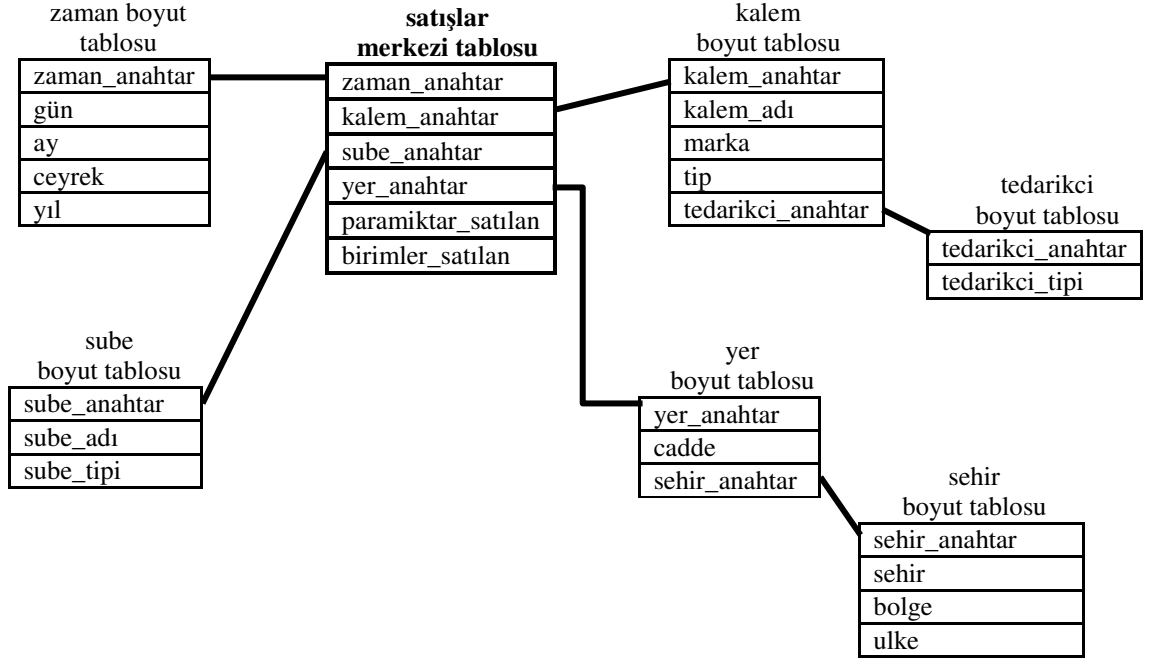 zaman boyut
tablosu
zaman_anahtar
gün
ay
ceyrek
yıl
satışlar
merkezi tablosu
zaman_anahtar
kalem_anahtar
sube_anahtar
yer_anahtar
paramiktar_satılan
birimler_satılan
kalem
boyut tablosu
kalem_anahtar
kalem_adı
marka
tip
tedarikci_anahtar
tedarikci
boyut tablosu
tedarikci_anahtar
tedarikci_tipi
sube
boyut tablosu
sube_anahtar
sube_adı
sube_tipi
yer
boyut tablosu
yer_anahtar
cadde
sehir_anahtar
sehir
boyut tablosu
sehir_anahtar
sehir
bolge
ulke